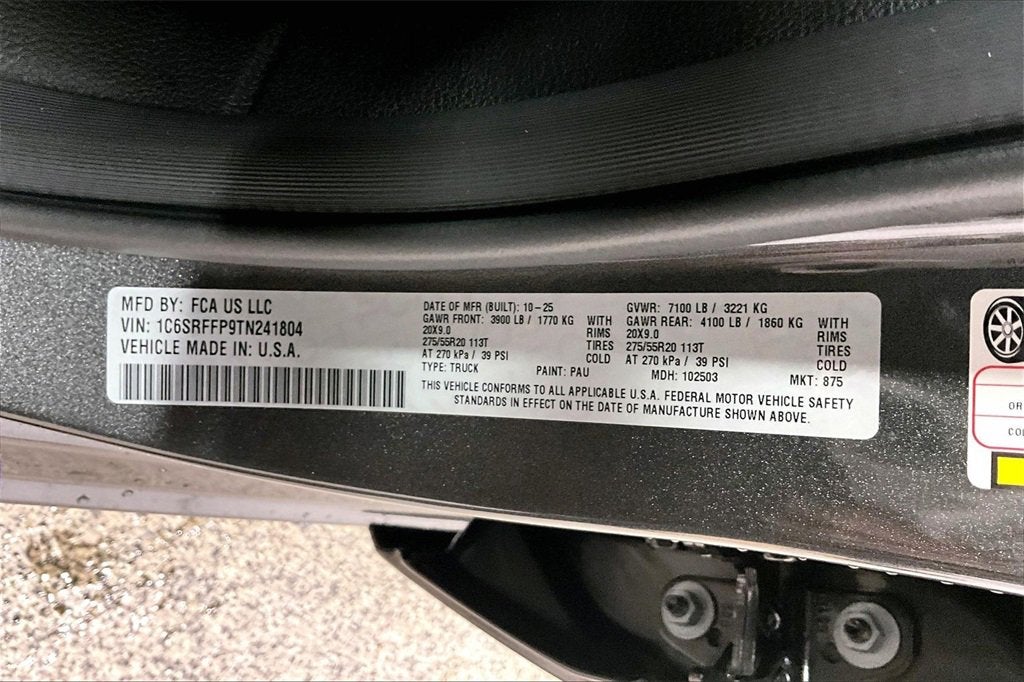 MFD BY: FCA US LLC
VIN: 1C6SRFFP9TN241804
VEHICLE MADE IN: U.S.A.
DATE OF MFR (BUILT): 10-25
GAWR FRONT: 3900 LB / 1770 KG WITH
20X9.0 RIMS
275/55R20 113T TIRES
AT 270 kPa / 39 PSI COLD
TYPE: TRUCK PAINT: PAU
GVWR: 7100 LB / 3221 KG
GAWR REAR: 4100 LB / 1860 KG WITH
20X9.0 RIMS
275/55R20 113T TIRES
AT 270 kPa / 39 PSI COLD
MDH: 102503 MKT: 875
THIS VEHICLE CONFORMS TO ALL APPLICABLE U.S.A. FEDERAL MOTOR VEHICLE SAFETY
STANDARDS IN EFFECT ON THE DATE OF MANUFACTURE SHOWN ABOVE.
OR